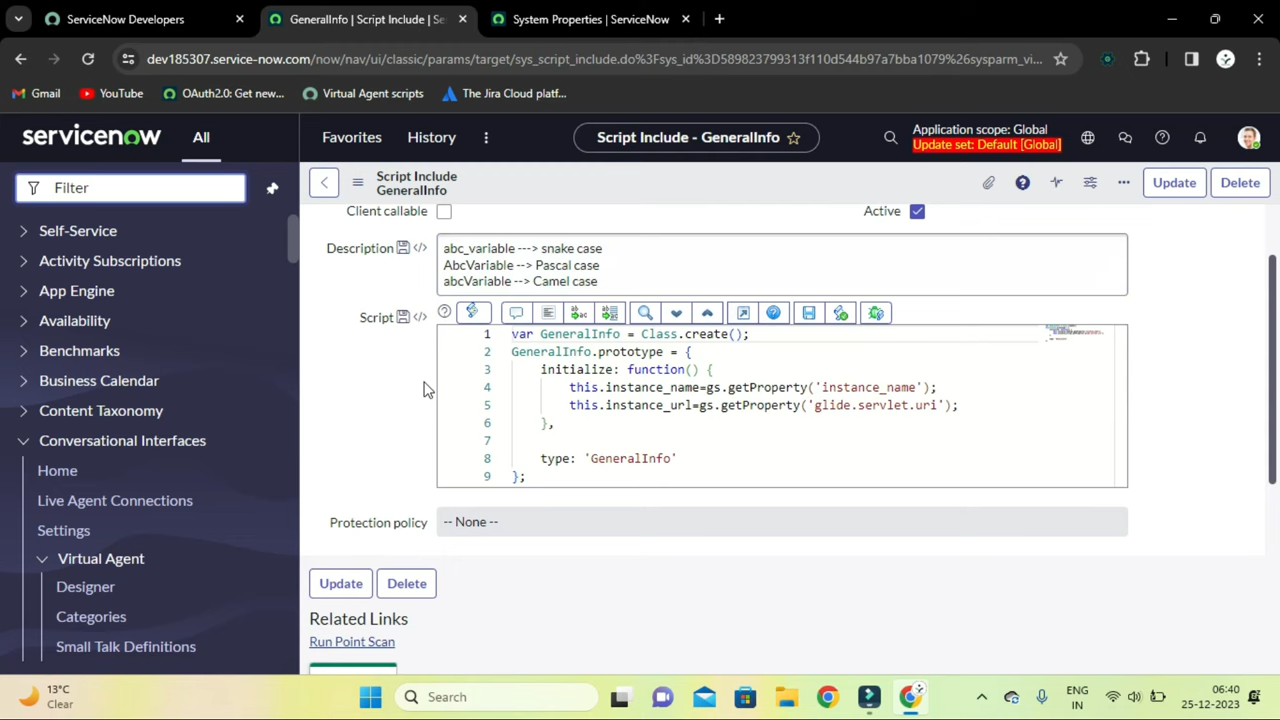 ServiceNow Developers
GeneralInfo | Script Include | Se
System Properties | ServiceNow
dev185307.service-now.com/now/nav/ui/classic/params/target/sys_script_include.do%3Fsys_id%3D589823799313f110d544b97a7bba1079%26sysparm_vi...
Gmail
YouTube
OAuth2.0: Get new...
Virtual Agent scripts
The Jira Cloud platf...
servicenow
All
Favorites
History
Script Include - GeneralInfo
Application scope: Global
Update set: Default [Global]
Filter
Script Include
GeneralInfo
Update
Delete
Self-Service
Activity Subscriptions
App Engine
Availability
Benchmarks
Business Calendar
Content Taxonomy
Conversational Interfaces
Home
Live Agent Connections
Settings
Virtual Agent
Designer
Categories
Small Talk Definitions
Client callable
Active
Description
abc_variable ---> snake case
AbcVariable --> Pascal case
abcVariable --> Camel case
Script
1 var GeneralInfo = Class.create();
2 GeneralInfo.prototype = {
3 initialize: function() {
4 this.instance_name=gs.getProperty('instance_name');
5 this.instance_url=gs.getProperty('glide.servlet.uri');
6 },
7
8 type: 'GeneralInfo'
9 };
Protection policy
-- None --
Update
Delete
Related Links
Run Point Scan
13°C
Clear
Search
ENG
IN
06:40
25-12-2023